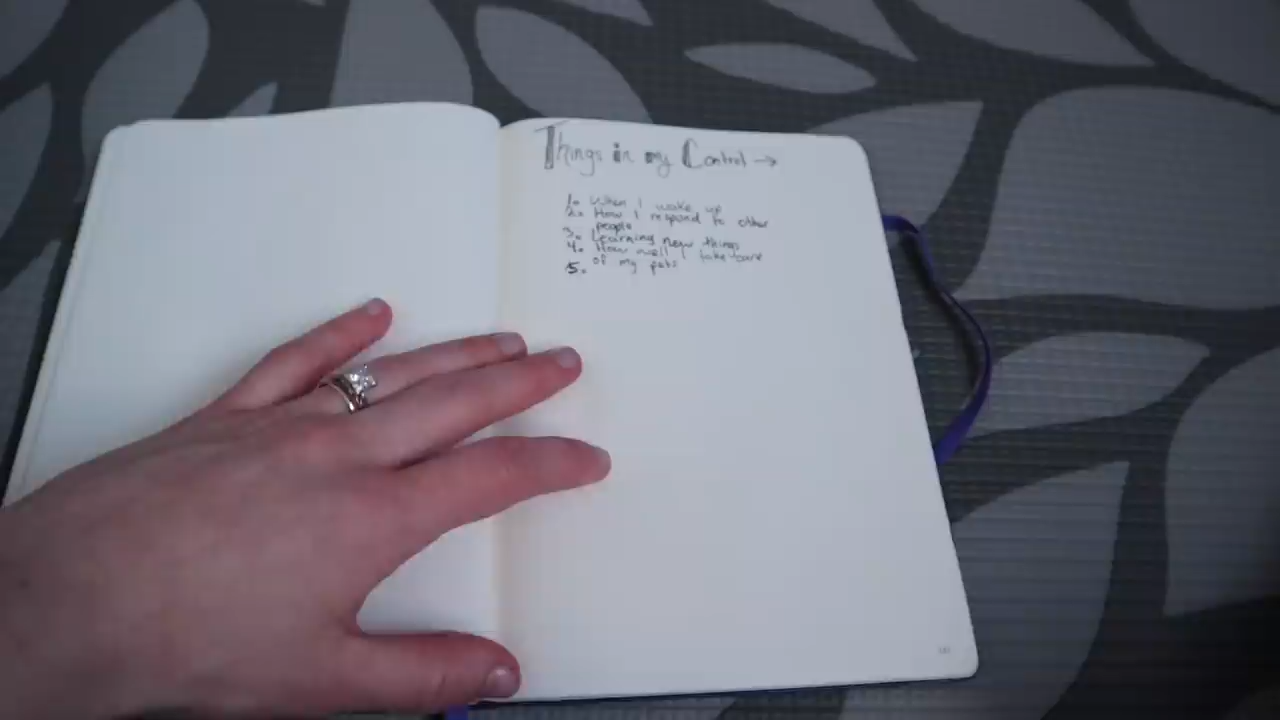 Things in my Control →
1. When I wake up
2. How I respond to other
people
3. Learning new things
4. How well I take care
of my pets
5.